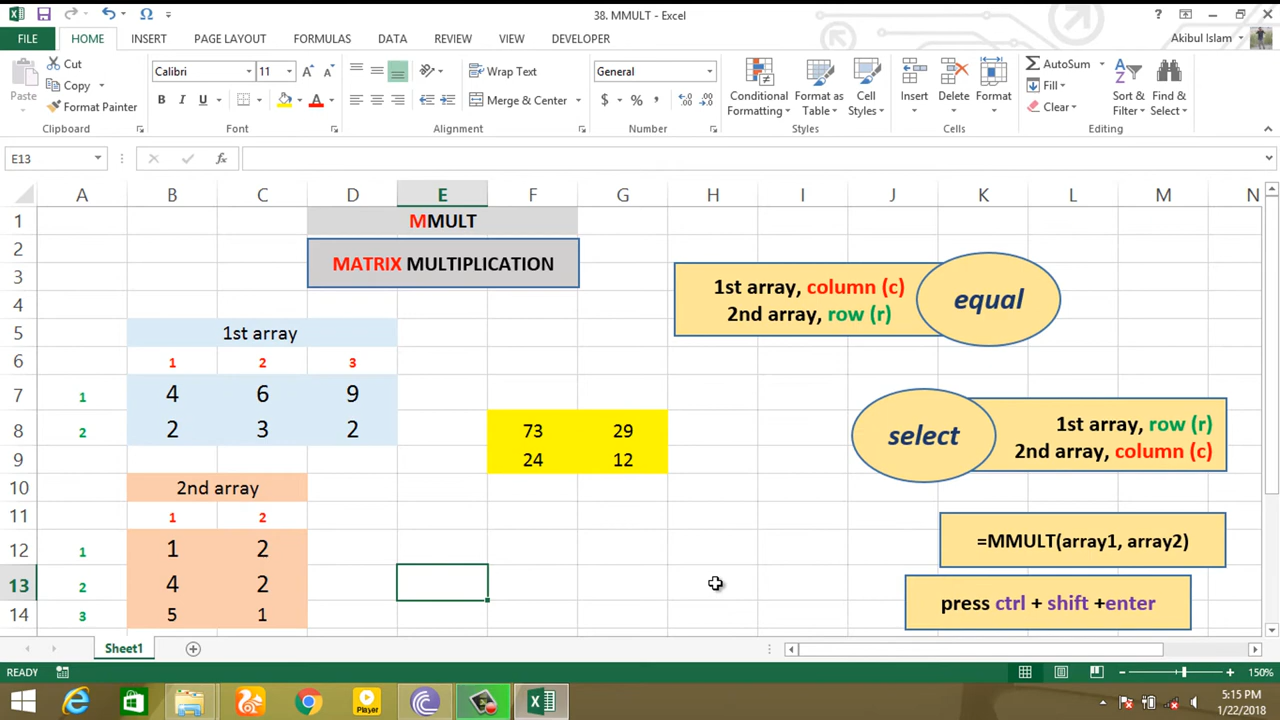 38. MMULT - Excel
FILE HOME INSERT PAGE LAYOUT FORMULAS DATA REVIEW VIEW DEVELOPER Akibul Islam
Paste Cut Copy Format Painter Clipboard
Calibri 11 B I U A Font
Wrap Text Merge & Center Alignment
General $ % , Number
Conditional Formatting Format as Table Cell Styles Styles
Insert Delete Format Cells
AutoSum Fill Clear Sort & Filter Find & Select Editing
E13 fx
A B C D E F G H I J K L M N
1 MMULT
2 MATRIX MULTIPLICATION
3
4
5 1st array
6 1 2 3
7 1 4 6 9
8 2 2 3 2 73 29
9 24 12
10 2nd array
11 1 2
12 1 1 2
13 2 4 2
14 3 5 1
1st array, column (c)
2nd array, row (r)
equal
select
1st array, row (r)
2nd array, column (c)
=MMULT(array1, array2)
press ctrl + shift +enter
Sheet1
READY 150%
Player
5:15 PM
1/22/2018